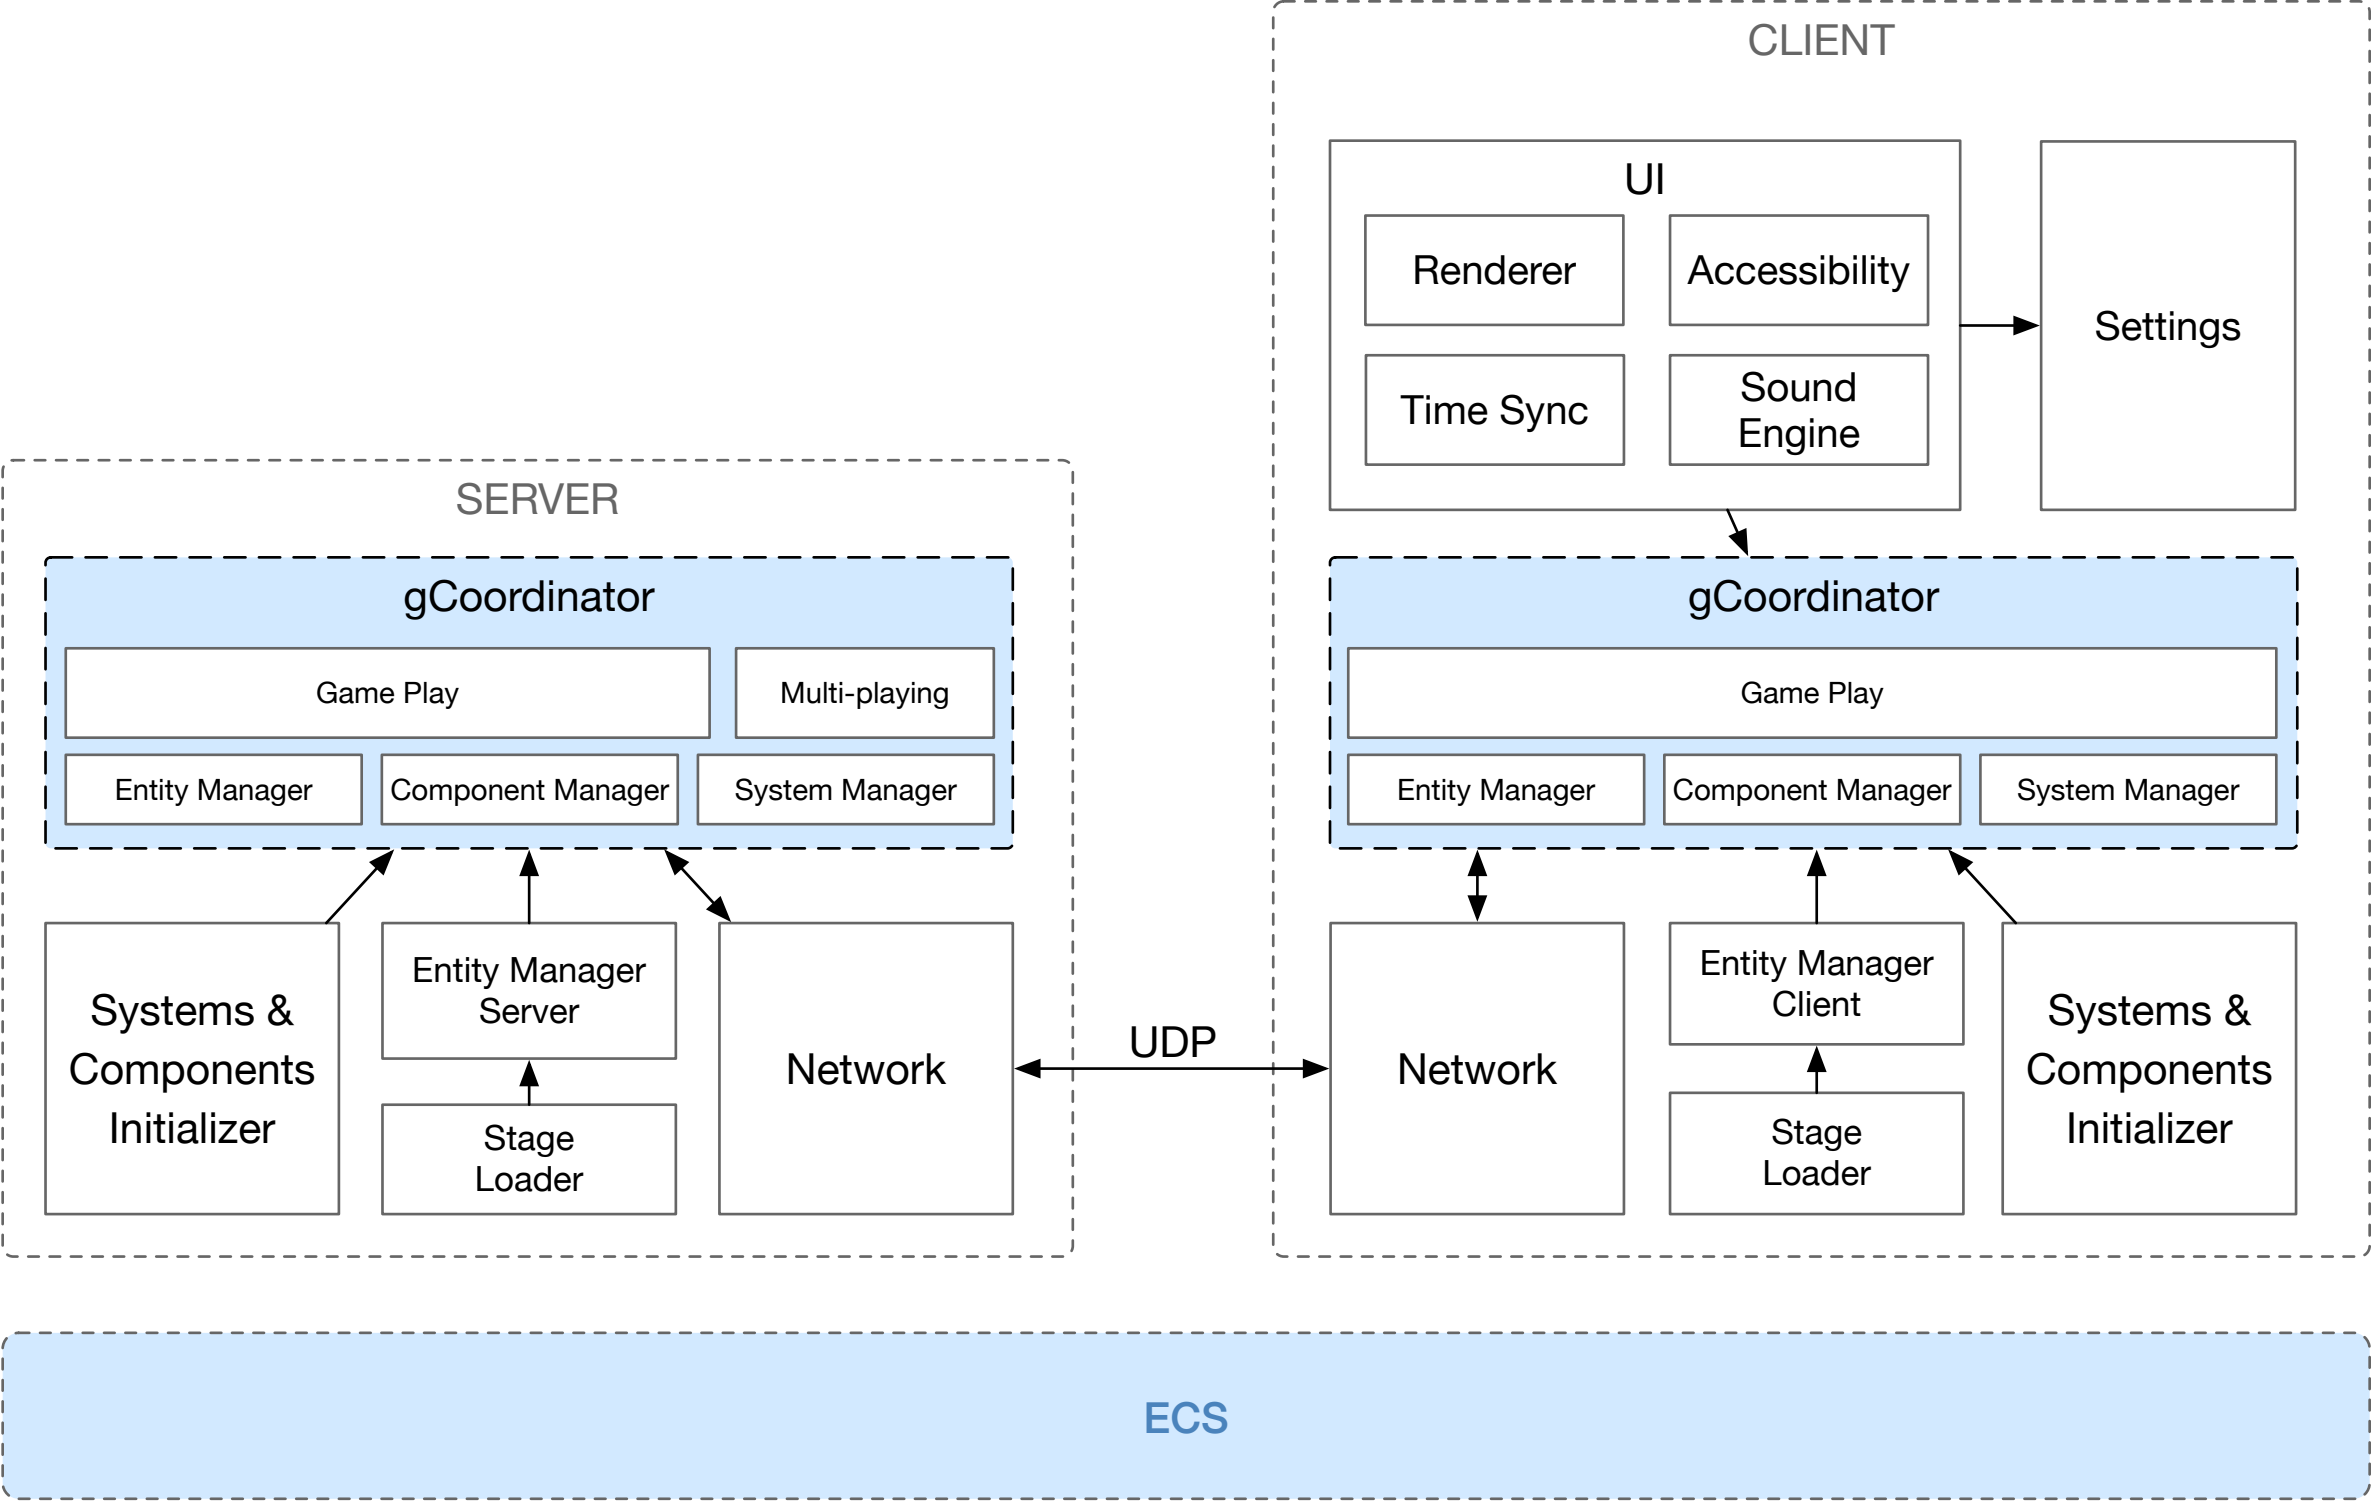 CLIENT
UI
Renderer
Accessibility
Time Sync
Sound
Engine
Settings
SERVER
gCoordinator
Game Play
Multi-playing
Entity Manager
Component Manager
System Manager
Systems &
Components
Initializer
Entity Manager
Server
Stage
Loader
Network
UDP
gCoordinator
Game Play
Entity Manager
Component Manager
System Manager
Network
Entity Manager
Client
Stage
Loader
Systems &
Components
Initializer
ECS